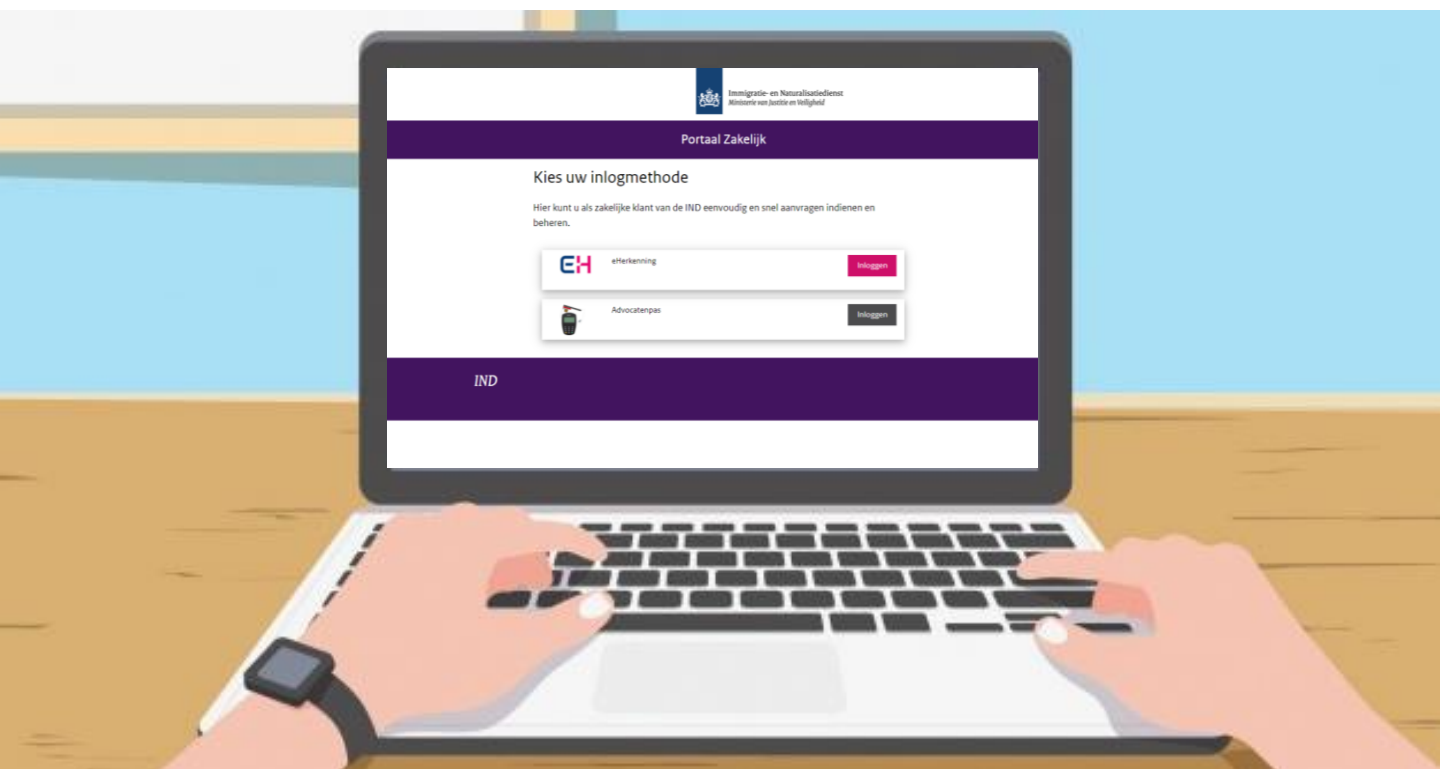 Immigratie- en Naturalisatiedienst
Ministerie van Justitie en Veiligheid
Portaal Zakelijk
Kies uw inlogmethode
Hier kunt u als zakelijke klant van de IND eenvoudig en snel aanvragen indienen en
beheren.
EH eHerkenning Inloggen
Advocatenpas Inloggen
IND